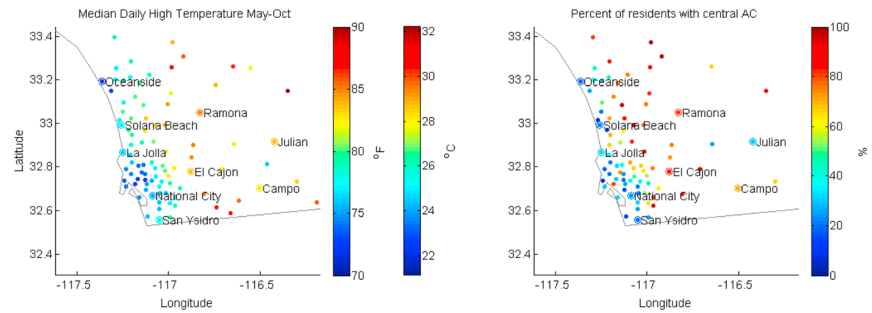 Median Daily High Temperature May-Oct
33.4
33.2
33
32.8
32.6
32.4
Latitude
-117.5
-117
-116.5
Longitude
Oceanside
Ramona
Solana Beach
Julian
La Jolla
El Cajon
Campo
National City
San Ysidro
90
85
80
75
70
°F
32
30
28
26
24
22
°C
Percent of residents with central AC
33.4
33.2
33
32.8
32.6
32.4
-117.5
-117
-116.5
Longitude
Oceanside
Ramona
Solana Beach
Julian
La Jolla
El Cajon
Campo
National City
San Ysidro
100
80
60
40
20
0
%